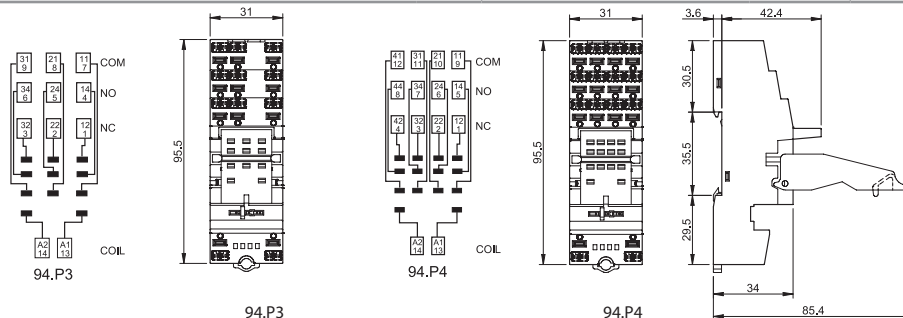 31
31
3.6
42.4
31 9
21 8
11 7
COM
34 6
24 5
14 4
NO
32 3
22 2
12 1
NC
A2 14
A1 13
COIL
94.P3
95.5
94.P3
41 12
31 11
21 10
11 9
COM
44 8
34 7
24 6
14 5
NO
42 4
32 3
22 2
12 1
NC
A2 14
A1 13
COIL
94.P4
95.5
94.P4
30.5
35.5
29.5
34
85.4